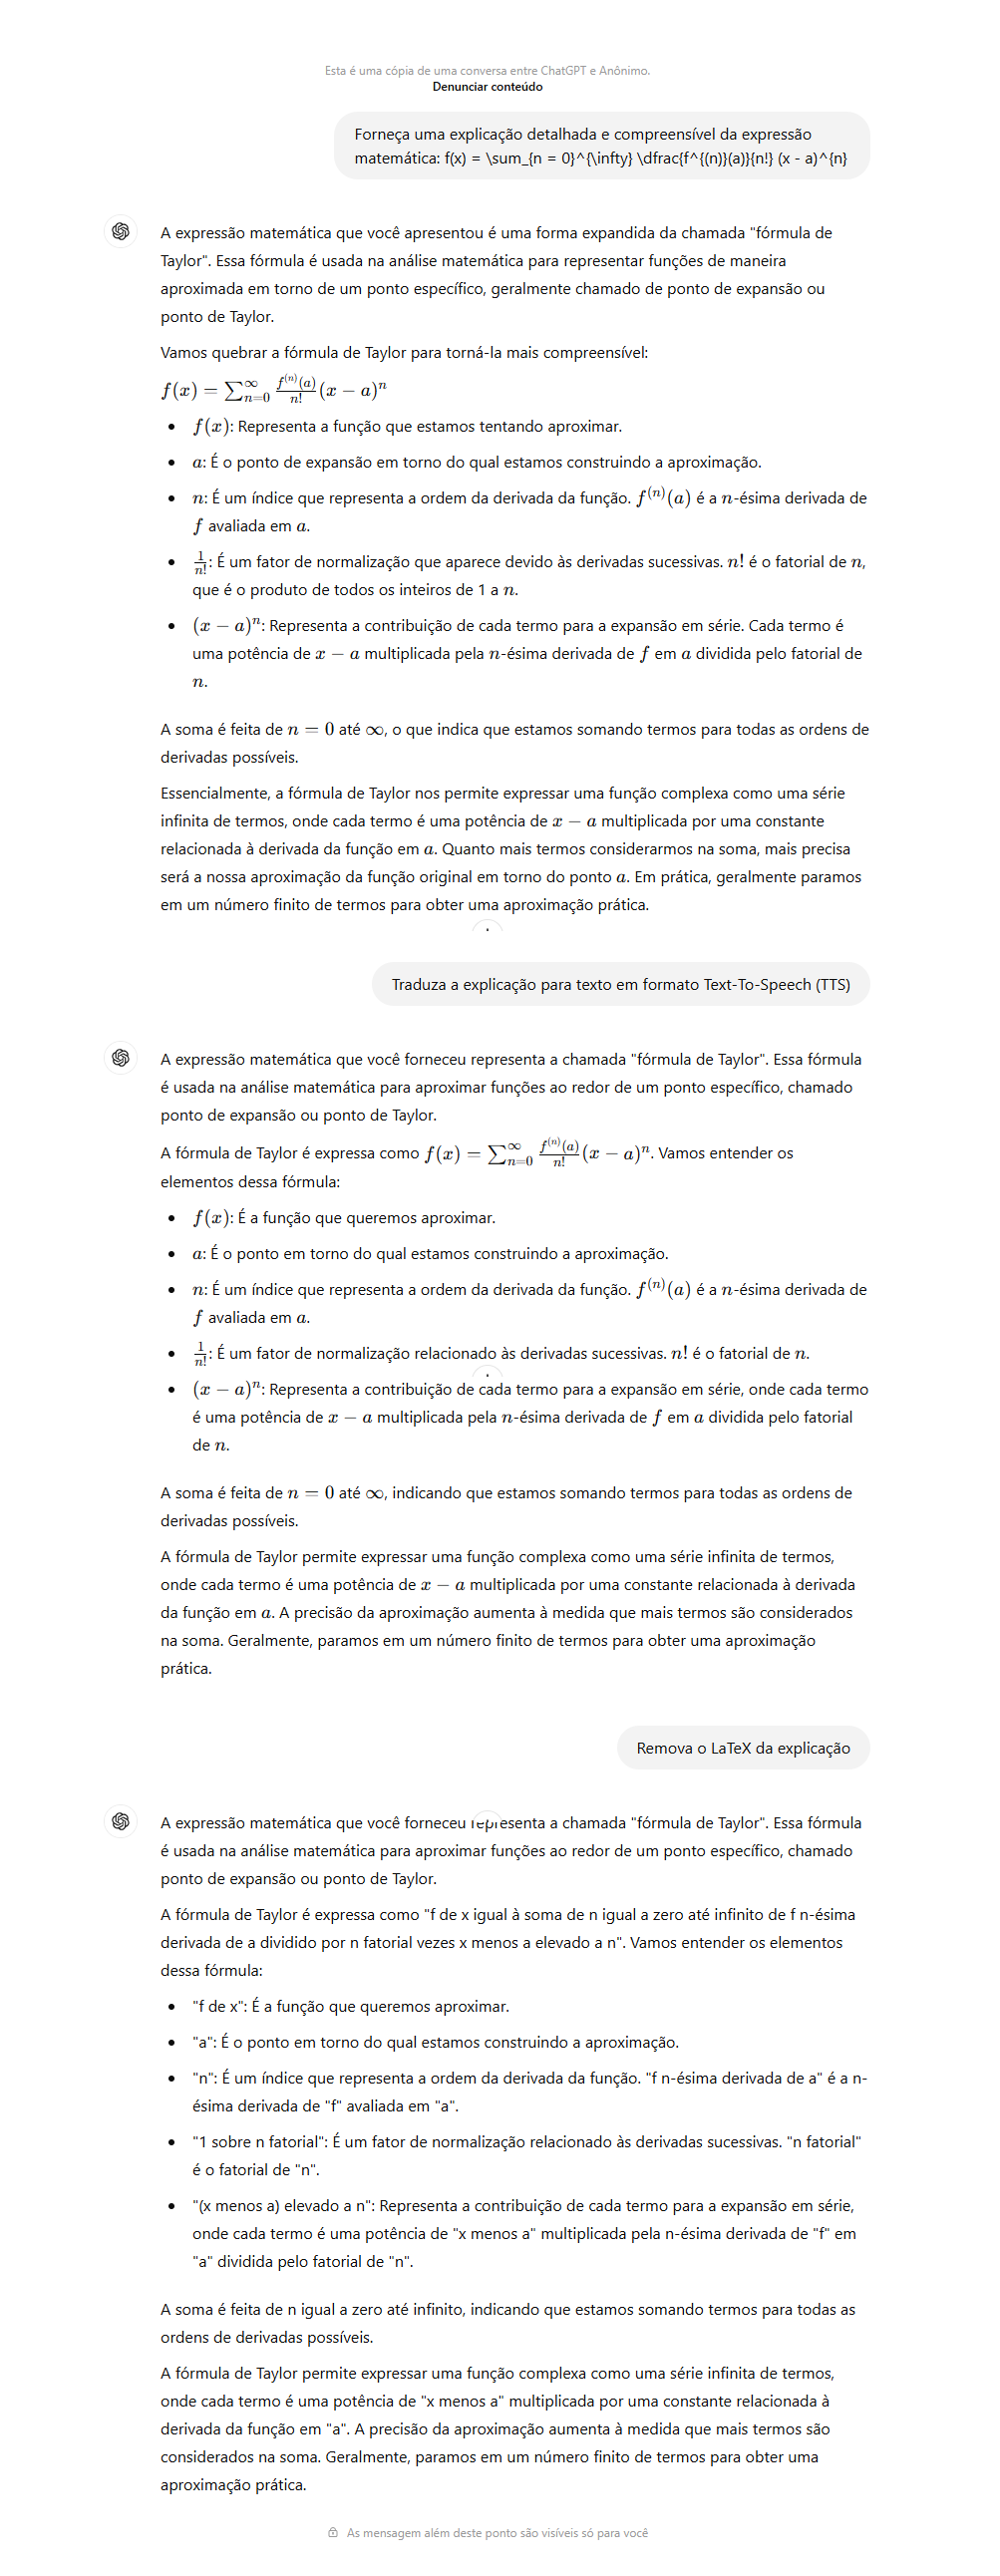 Esta é uma cópia de uma conversa entre ChatGPT e Anônimo.
Denunciar conteúdo
Forneça uma explicação detalhada e compreensível da expressão
matemática: f(x) = \sum_{n = 0}^{\infty} \dfrac{f^{(n)}(a)}{n!} (x - a)^{n}
A expressão matemática que você apresentou é uma forma expandida da chamada "fórmula de
Taylor". Essa fórmula é usada na análise matemática para representar funções de maneira
aproximada em torno de um ponto específico, geralmente chamado de ponto de expansão ou
ponto de Taylor.
Vamos quebrar a fórmula de Taylor para torná-la mais compreensível:
f(x) = ∑_{n=0}^{∞} \frac{f^{(n)}(a)}{n!} (x − a)^n
• f(x): Representa a função que estamos tentando aproximar.
• a: É o ponto de expansão em torno do qual estamos construindo a aproximação.
• n: É um índice que representa a ordem da derivada da função. f^{(n)}(a) é a n-ésima derivada de
f avaliada em a.
• \frac{1}{n!}: É um fator de normalização que aparece devido às derivadas sucessivas. n! é o fatorial de n,
que é o produto de todos os inteiros de 1 a n.
• (x − a)^n: Representa a contribuição de cada termo para a expansão em série. Cada termo é
uma potência de x − a multiplicada pela n-ésima derivada de f em a dividida pelo fatorial de
n.
A soma é feita de n = 0 até ∞, o que indica que estamos somando termos para todas as ordens de
derivadas possíveis.
Essencialmente, a fórmula de Taylor nos permite expressar uma função complexa como uma série
infinita de termos, onde cada termo é uma potência de x − a multiplicada por uma constante
relacionada à derivada da função em a. Quanto mais termos considerarmos na soma, mais precisa
será a nossa aproximação da função original em torno do ponto a. Em prática, geralmente paramos
em um número finito de termos para obter uma aproximação prática.
Traduza a explicação para texto em formato Text-To-Speech (TTS)
A expressão matemática que você forneceu representa a chamada "fórmula de Taylor". Essa fórmula
é usada na análise matemática para aproximar funções ao redor de um ponto específico, chamado
ponto de expansão ou ponto de Taylor.
A fórmula de Taylor é expressa como f(x) = ∑_{n=0}^{∞} \frac{f^{(n)}(a)}{n!} (x − a)^n. Vamos entender os
elementos dessa fórmula:
• f(x): É a função que queremos aproximar.
• a: É o ponto em torno do qual estamos construindo a aproximação.
• n: É um índice que representa a ordem da derivada da função. f^{(n)}(a) é a n-ésima derivada de
f avaliada em a.
• \frac{1}{n!}: É um fator de normalização relacionado às derivadas sucessivas. n! é o fatorial de n.
• (x − a)^n: Representa a contribuição de cada termo para a expansão em série, onde cada termo
é uma potência de x − a multiplicada pela n-ésima derivada de f em a dividida pelo fatorial
de n.
A soma é feita de n = 0 até ∞, indicando que estamos somando termos para todas as ordens de
derivadas possíveis.
A fórmula de Taylor permite expressar uma função complexa como uma série infinita de termos,
onde cada termo é uma potência de x − a multiplicada por uma constante relacionada à derivada
da função em a. A precisão da aproximação aumenta à medida que mais termos são considerados
na soma. Geralmente, paramos em um número finito de termos para obter uma aproximação
prática.
Remova o LaTeX da explicação
A expressão matemática que você forneceu representa a chamada "fórmula de Taylor". Essa fórmula
é usada na análise matemática para aproximar funções ao redor de um ponto específico, chamado
ponto de expansão ou ponto de Taylor.
A fórmula de Taylor é expressa como "f de x igual à soma de n igual a zero até infinito de f n-ésima
derivada de a dividido por n fatorial vezes x menos a elevado a n". Vamos entender os elementos
dessa fórmula:
• "f de x": É a função que queremos aproximar.
• "a": É o ponto em torno do qual estamos construindo a aproximação.
• "n": É um índice que representa a ordem da derivada da função. "f n-ésima derivada de a" é a n-
ésima derivada de "f" avaliada em "a".
• "1 sobre n fatorial": É um fator de normalização relacionado às derivadas sucessivas. "n fatorial"
é o fatorial de "n".
• "(x menos a) elevado a n": Representa a contribuição de cada termo para a expansão em série,
onde cada termo é uma potência de "x menos a" multiplicada pela n-ésima derivada de "f" em
"a" dividida pelo fatorial de "n".
A soma é feita de n igual a zero até infinito, indicando que estamos somando termos para todas as
ordens de derivadas possíveis.
A fórmula de Taylor permite expressar uma função complexa como uma série infinita de termos,
onde cada termo é uma potência de "x menos a" multiplicada por uma constante relacionada à
derivada da função em "a". A precisão da aproximação aumenta à medida que mais termos são
considerados na soma. Geralmente, paramos em um número finito de termos para obter uma
aproximação prática.
As mensagem além deste ponto são visíveis só para você